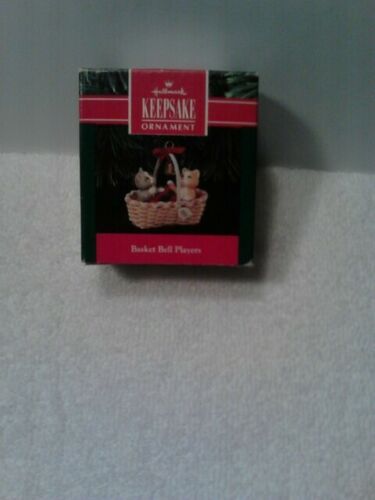 Hallmark
KEEPSAKE
ORNAMENT
Basket Bell Players